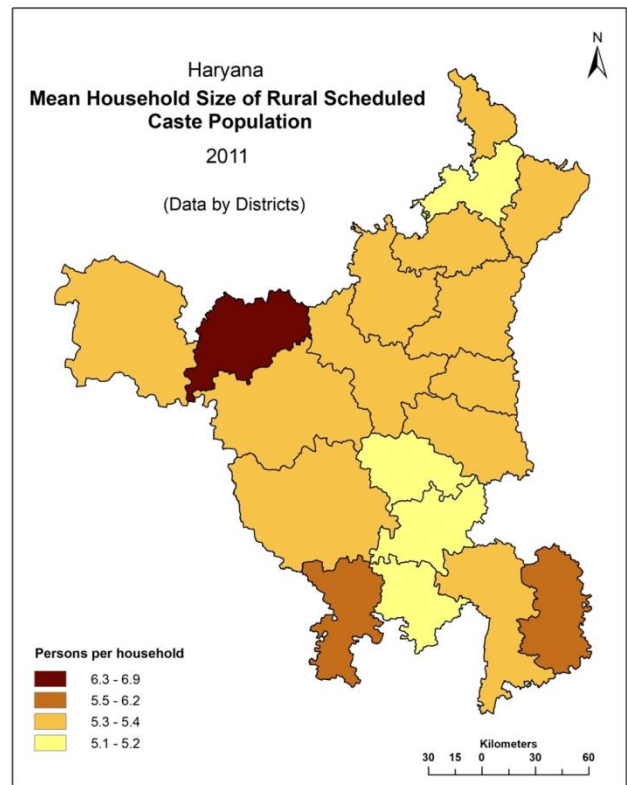 N
Haryana
Mean Household Size of Rural Scheduled
Caste Population
2011
(Data by Districts)
Persons per household
6.3 - 6.9
5.5 - 6.2
5.3 - 5.4
5.1 - 5.2
Kilometers
30 15 0 30 60